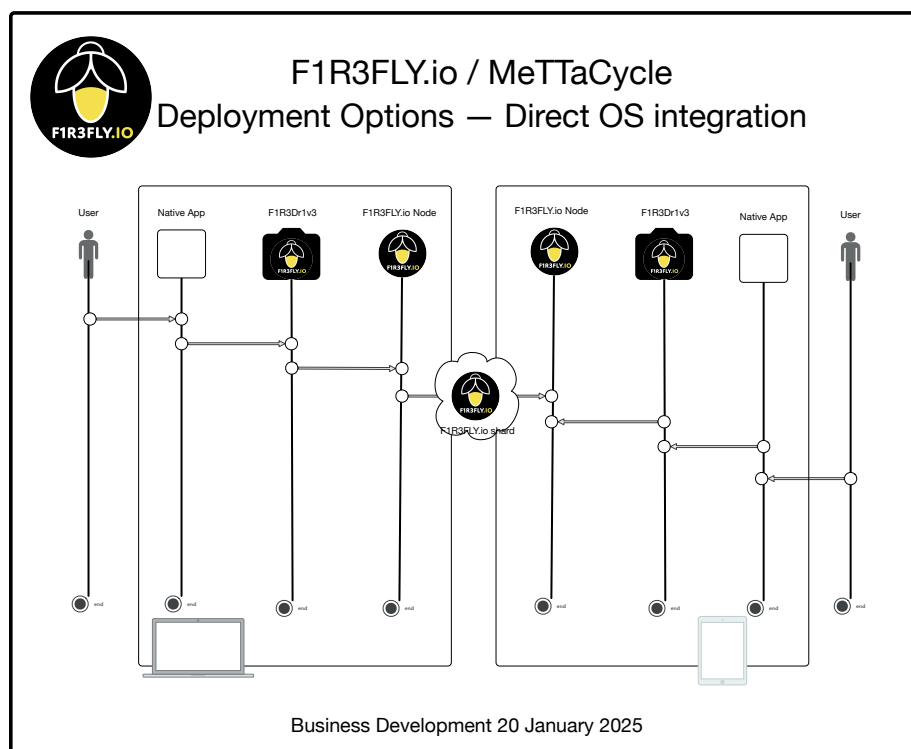 F1R3FLY.IO
F1R3FLY.io / MeTTaCycle
Deployment Options — Direct OS integration
User
Native App
F1R3Dr1v3
F1R3FLY.io Node
F1R3FLY.io Node
F1R3Dr1v3
Native App
User
F1R3FLY.IO
F1R3FLY.IO
F1R3FLY.IO
F1R3FLY.IO
F1R3FLY.IO
F1R3FLY.io shard
end
end
end
end
end
end
end
end
Business Development 20 January 2025